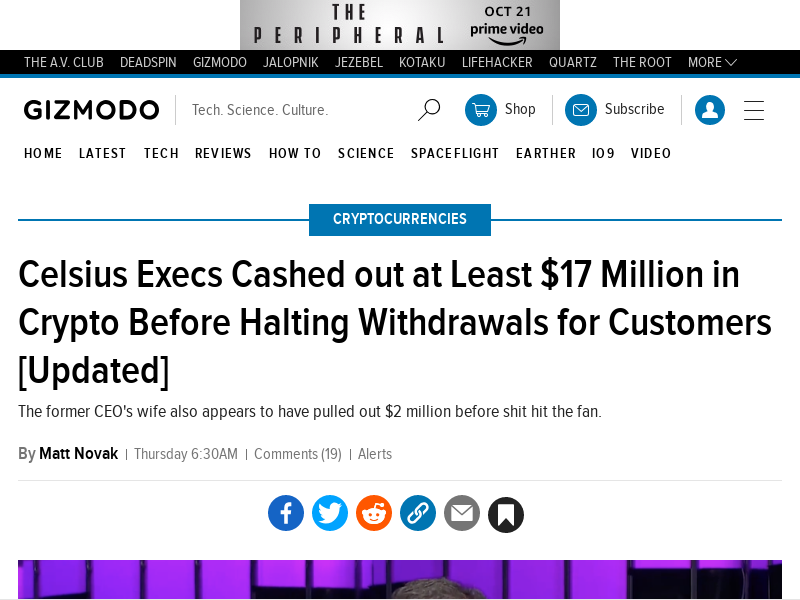 THE
PERIPHERAL
OCT 21
prime video
THE A.V. CLUB DEADSPIN GIZMODO JALOPNIK JEZEBEL KOTAKU LIFEHACKER QUARTZ THE ROOT MORE
GIZMODO Tech. Science. Culture. Shop Subscribe
HOME LATEST TECH REVIEWS HOW TO SCIENCE SPACEFLIGHT EARTHER IO9 VIDEO
CRYPTOCURRENCIES
Celsius Execs Cashed out at Least $17 Million in
Crypto Before Halting Withdrawals for Customers
[Updated]
The former CEO's wife also appears to have pulled out $2 million before shit hit the fan.
By Matt Novak | Thursday 6:30AM | Comments (19) | Alerts